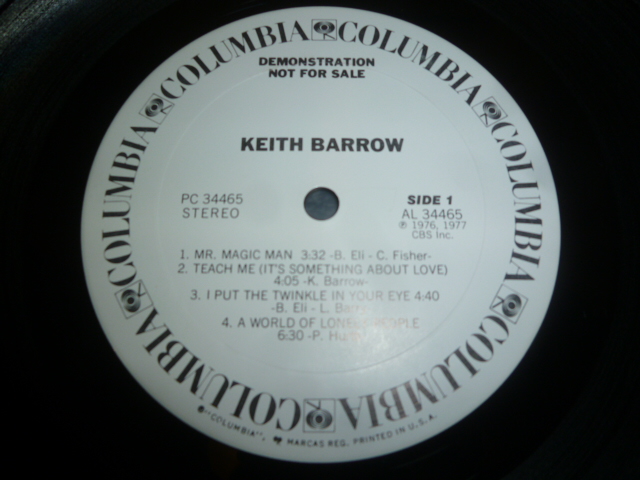 COLUMBIA COLUMBIA COLUMBIA COLUMBIA COLUMBIA COLUMBIA COLUMBIA COLUMBIA
DEMONSTRATION
NOT FOR SALE
KEITH BARROW
PC 34465
STEREO
SIDE 1
AL 34465
℗ 1976, 1977
CBS Inc.
1. MR. MAGIC MAN 3:32 -B. Eli - C. Fisher-
2. TEACH ME (IT'S SOMETHING ABOUT LOVE)
4:05 -K. Barrow-
3. I PUT THE TWINKLE IN YOUR EYE 4:40
-B. Eli - L.
4. A WORLD OF LONELY PEOPLE
6:30 -P.
"COLUMBIA", MARCAS REG. PRINTED IN U.S.A.